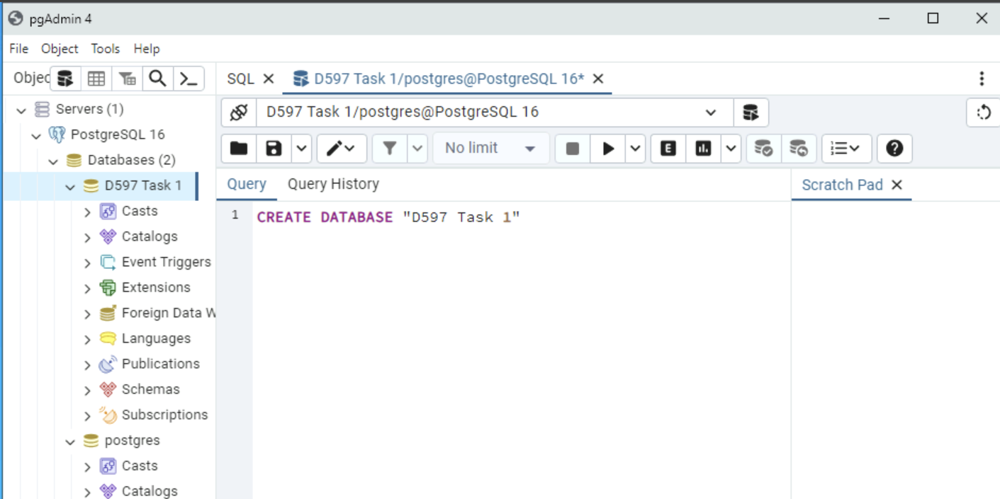 pgAdmin 4
File Object Tools Help
Objec
SQL
D597 Task 1/postgres@PostgreSQL 16*
Servers (1)
PostgreSQL 16
Databases (2)
D597 Task 1
Casts
Catalogs
Event Triggers
Extensions
Foreign Data W
Languages
Publications
Schemas
Subscriptions
postgres
Casts
Catalogs
D597 Task 1/postgres@PostgreSQL 16
No limit
E
Query Query History
Scratch Pad
1 CREATE DATABASE "D597 Task 1"